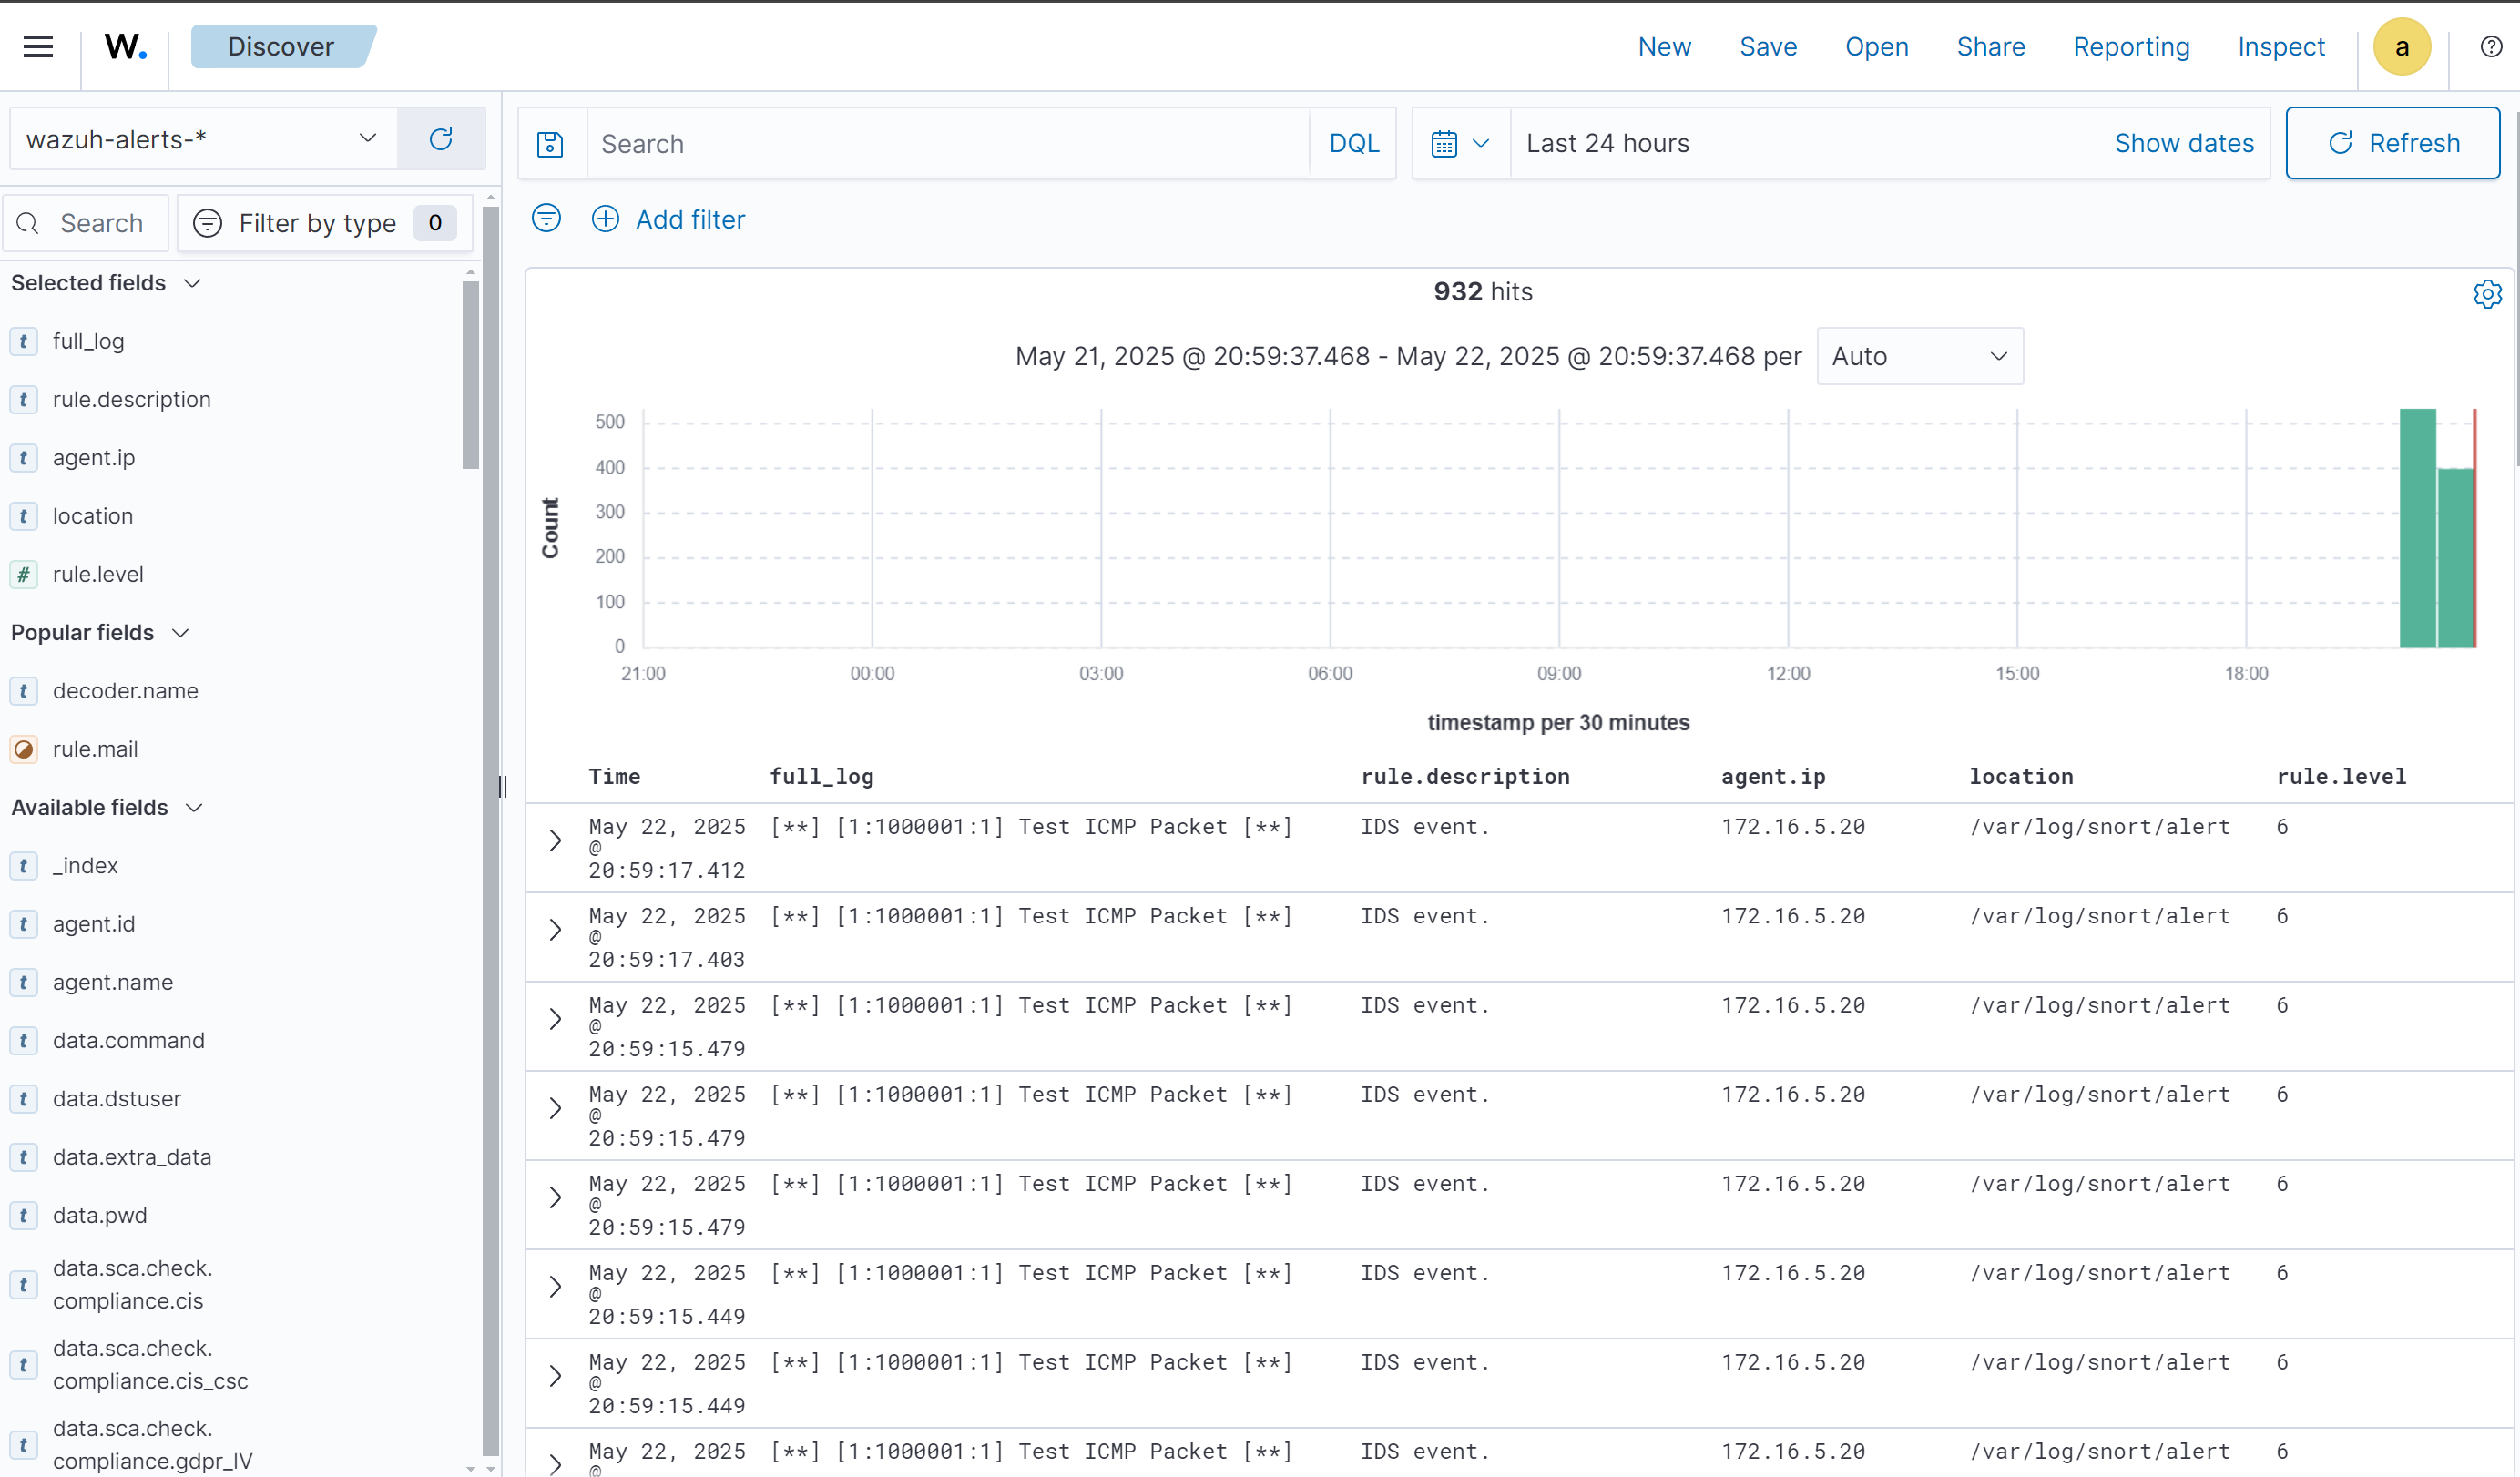 W. Discover New Save Open Share Reporting Inspect a
wazuh-alerts-*
Search DQL Last 24 hours Show dates Refresh
Search Filter by type 0
Add filter
Selected fields
t full_log
t rule.description
t agent.ip
t location
# rule.level
Popular fields
t decoder.name
rule.mail
Available fields
t _index
t agent.id
t agent.name
t data.command
t data.dstuser
t data.extra_data
t data.pwd
t data.sca.check.
compliance.cis
t data.sca.check.
compliance.cis_csc
t data.sca.check.
compliance.gdpr_IV
932 hits
May 21, 2025 @ 20:59:37.468 - May 22, 2025 @ 20:59:37.468 per Auto
Count
500
400
300
200
100
0
21:00 00:00 03:00 06:00 09:00 12:00 15:00 18:00
timestamp per 30 minutes
Time full_log rule.description agent.ip location rule.level
May 22, 2025 [**] [1:1000001:1] Test ICMP Packet [**] IDS event. 172.16.5.20 /var/log/snort/alert 6
@
20:59:17.412
May 22, 2025 [**] [1:1000001:1] Test ICMP Packet [**] IDS event. 172.16.5.20 /var/log/snort/alert 6
@
20:59:17.403
May 22, 2025 [**] [1:1000001:1] Test ICMP Packet [**] IDS event. 172.16.5.20 /var/log/snort/alert 6
@
20:59:15.479
May 22, 2025 [**] [1:1000001:1] Test ICMP Packet [**] IDS event. 172.16.5.20 /var/log/snort/alert 6
@
20:59:15.479
May 22, 2025 [**] [1:1000001:1] Test ICMP Packet [**] IDS event. 172.16.5.20 /var/log/snort/alert 6
@
20:59:15.479
May 22, 2025 [**] [1:1000001:1] Test ICMP Packet [**] IDS event. 172.16.5.20 /var/log/snort/alert 6
@
20:59:15.449
May 22, 2025 [**] [1:1000001:1] Test ICMP Packet [**] IDS event. 172.16.5.20 /var/log/snort/alert 6
@
20:59:15.449
May 22, 2025 [**] [1:1000001:1] Test ICMP Packet [**] IDS event. 172.16.5.20 /var/log/snort/alert 6
@